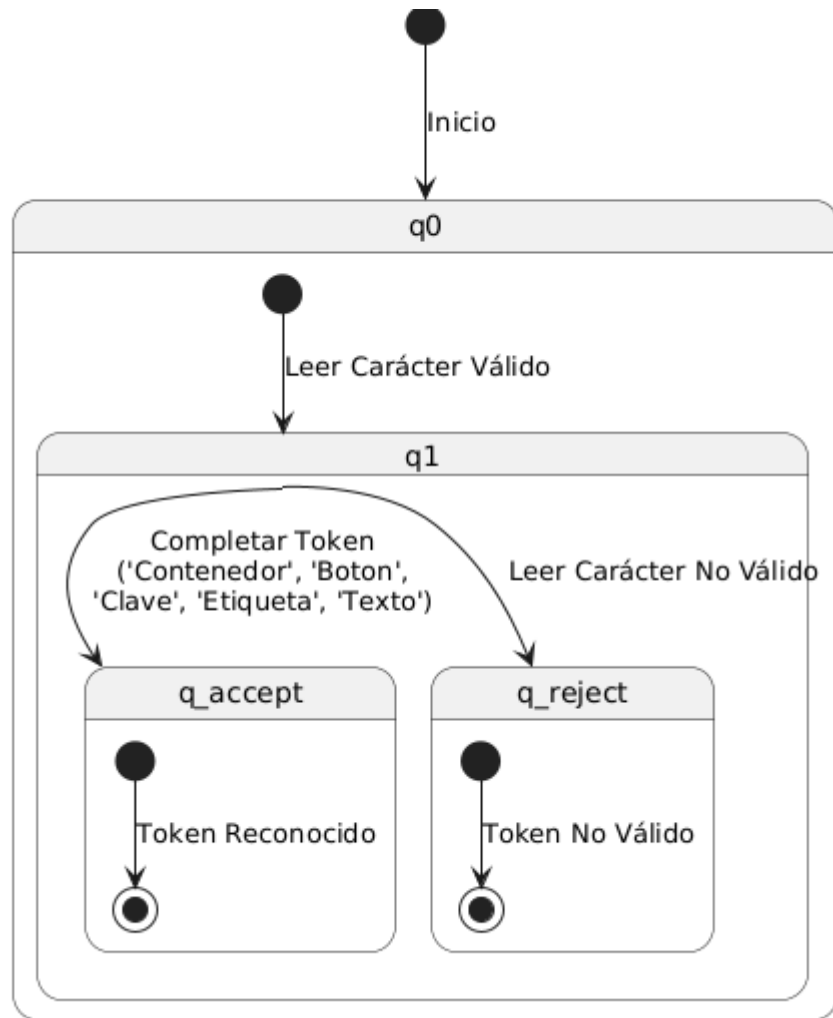 Inicio
q0
Leer Carácter Válido
q1
Completar Token
('Contenedor', 'Boton',
'Clave', 'Etiqueta', 'Texto')
Leer Carácter No Válido
q_accept
q_reject
Token Reconocido
Token No Válido